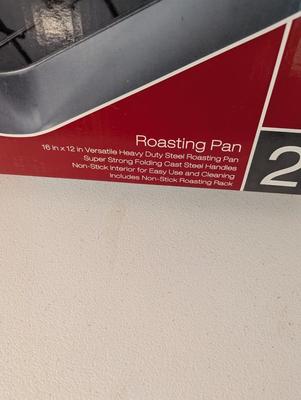 Roasting Pan
16 in x 12 in Versatile Heavy Duty Steel Roasting Pan
Super Strong Folding Cast Steel Handles
Non-Stick Interior for Easy Use and Cleaning
Includes Non-Stick Roasting Rack
2